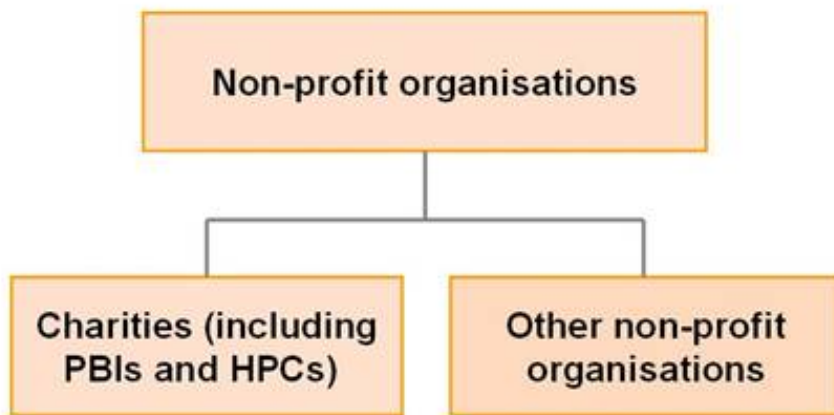 Non-profit organisations
Charities (including
PBIs and HPCs)
Other non-profit
organisations